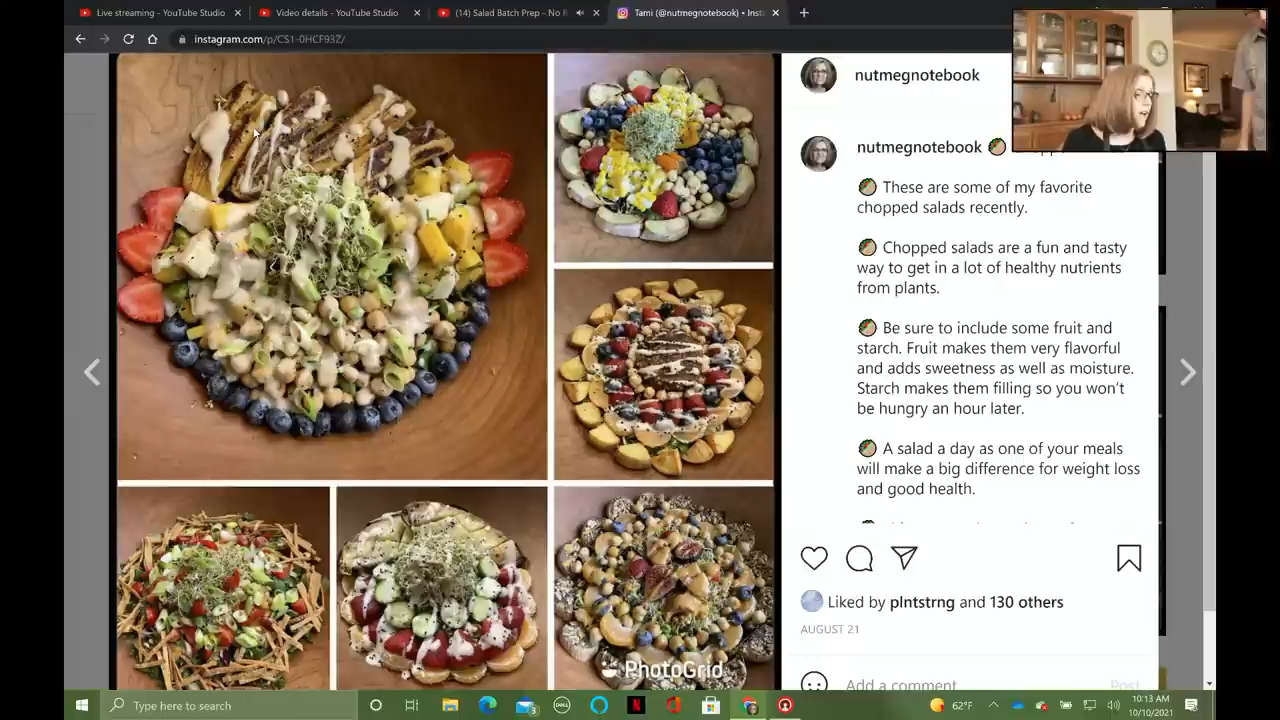 Live streaming - YouTube Studio
Video details - YouTube Studio
(14) Salad Batch Prep - No
Tami (@nutmegnotebook) • Inst
instagram.com/p/CS1-0HCF93Z/
nutmegnotebook
nutmegnotebook
These are some of my favorite
chopped salads recently.
Chopped salads are a fun and tasty
way to get in a lot of healthy nutrients
from plants.
Be sure to include some fruit and
starch. Fruit makes them very flavorful
and adds sweetness as well as moisture.
Starch makes them filling so you won't
be hungry an hour later.
A salad a day as one of your meals
will make a big difference for weight loss
and good health.
Liked by plntstrng and 130 others
AUGUST 21
Add a comment
Post
PhotoGrid
Type here to search
DELL
N
3
62°F
10:13 AM
10/10/2021